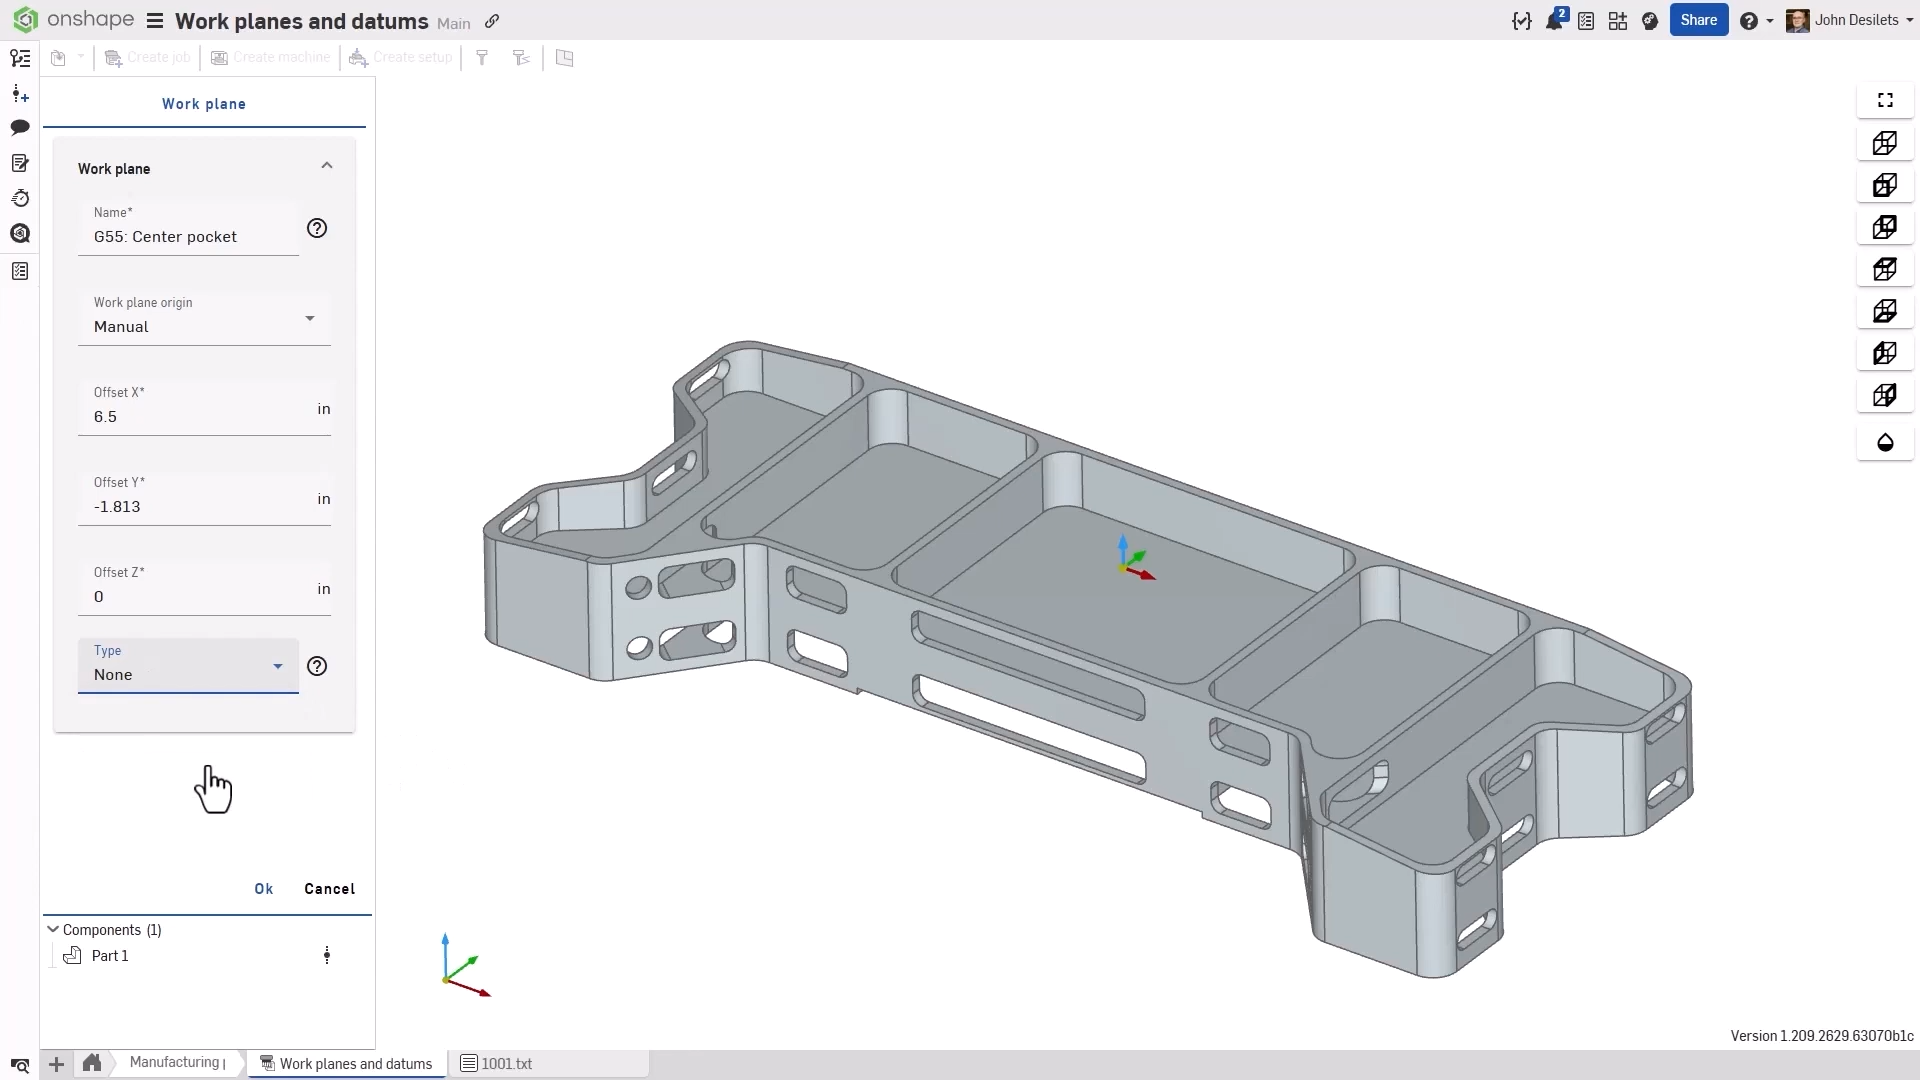 onshape
Work planes and datums Main
2
Share
John Desilets
Create job
Create machine
Create setup
Work plane
Work plane
Name*
G55: Center pocket
Work plane origin
Manual
Offset X*
6.5 in
Offset Y*
-1.813 in
Offset Z*
0 in
Type
None
Ok Cancel
Components (1)
Part 1
Version 1.209.2629.63070b1c
Manufacturing
Work planes and datums
1001.txt